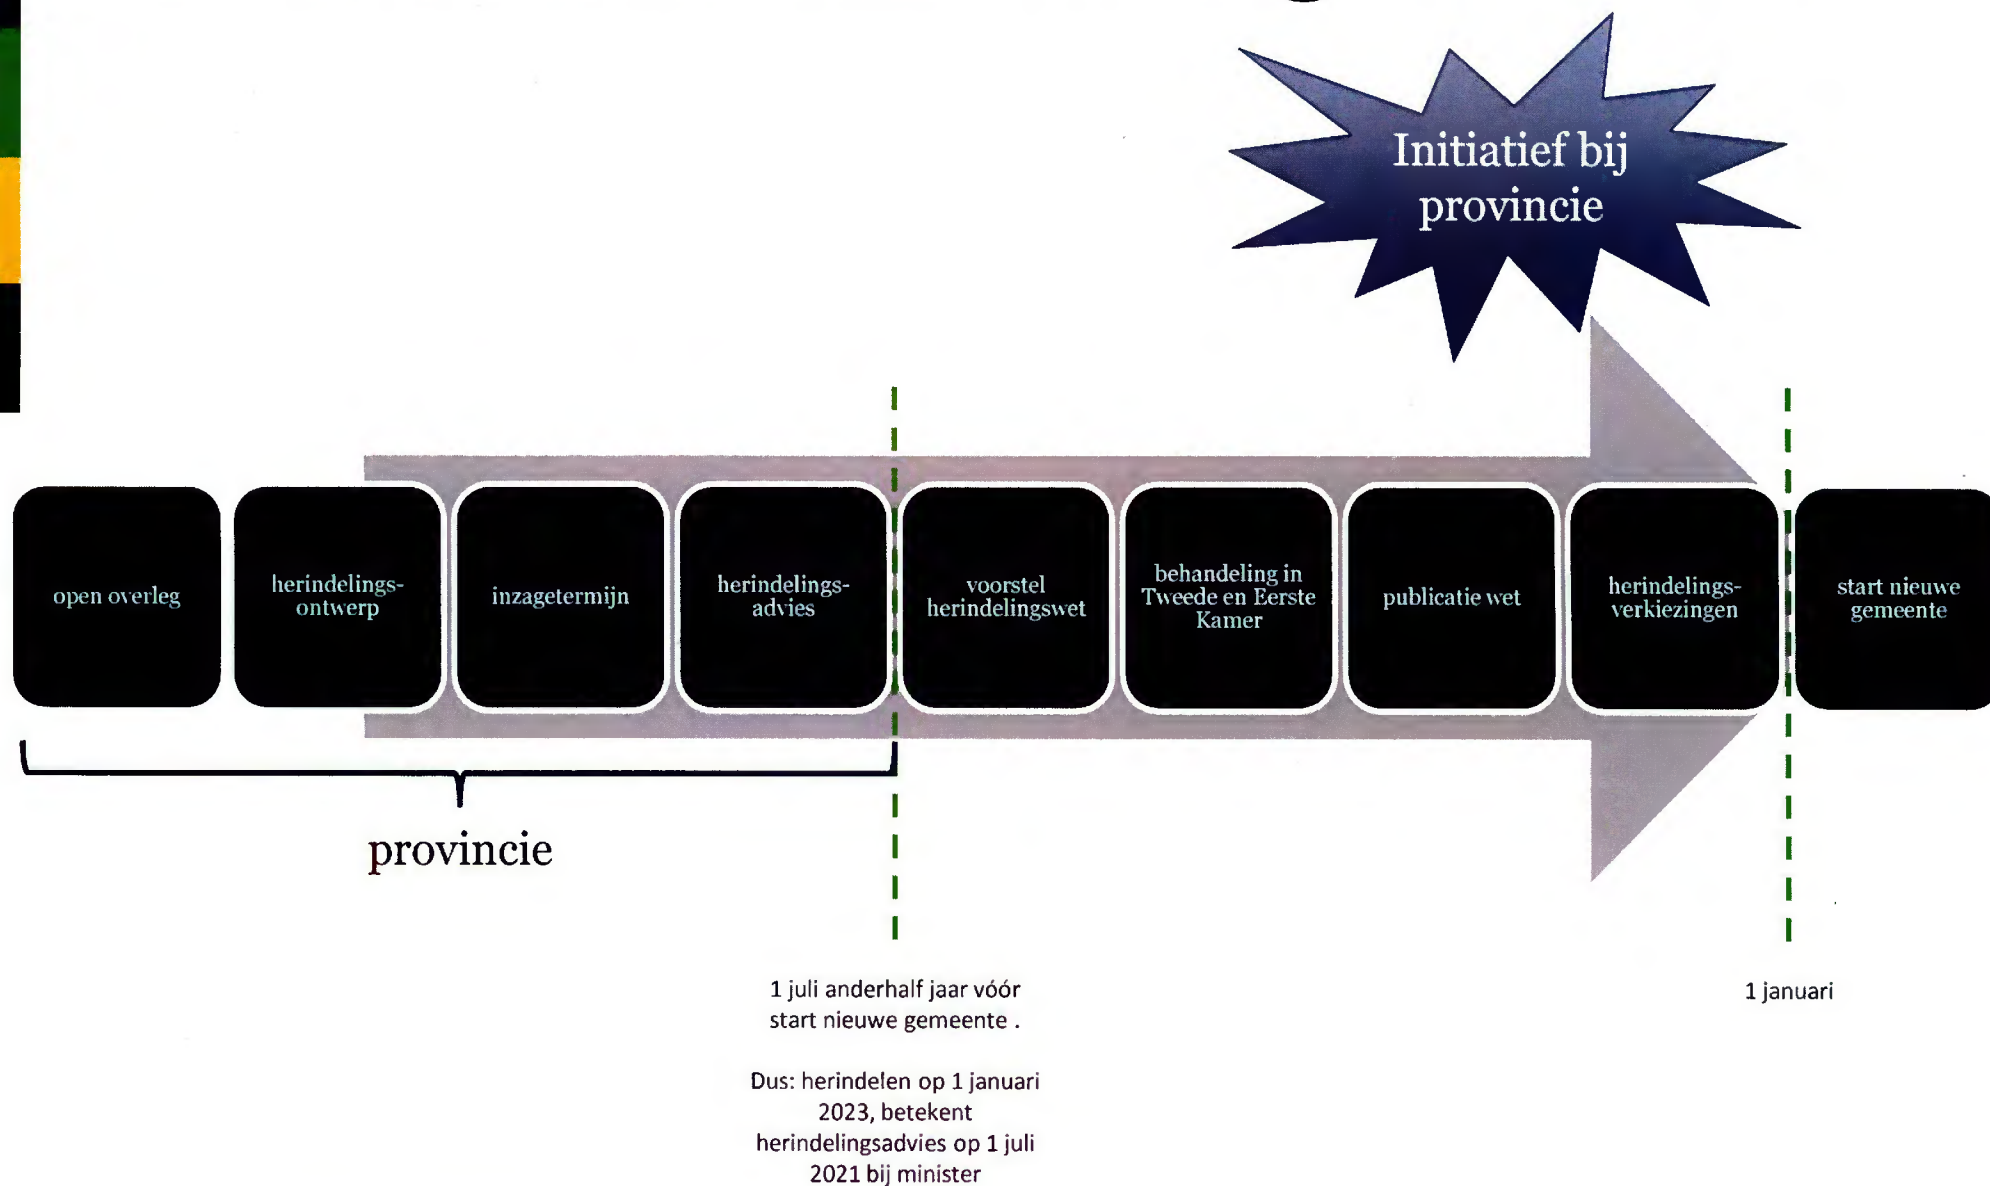 Initiatief bij
provincie
open overleg
herindelings-
ontwerp
inzagetermijn
herindelings-
advies
voorstel
herindelingswet
behandeling in
Tweede en Eerste
Kamer
publicatie wet
herindelings-
verkiezingen
start nieuwe
gemeente
provincie
1 juli anderhalf jaar vóór
start nieuwe gemeente .
Dus: herindelen op 1 januari
2023, betekent
herindelingsadvies op 1 juli
2021 bij minister
1 januari